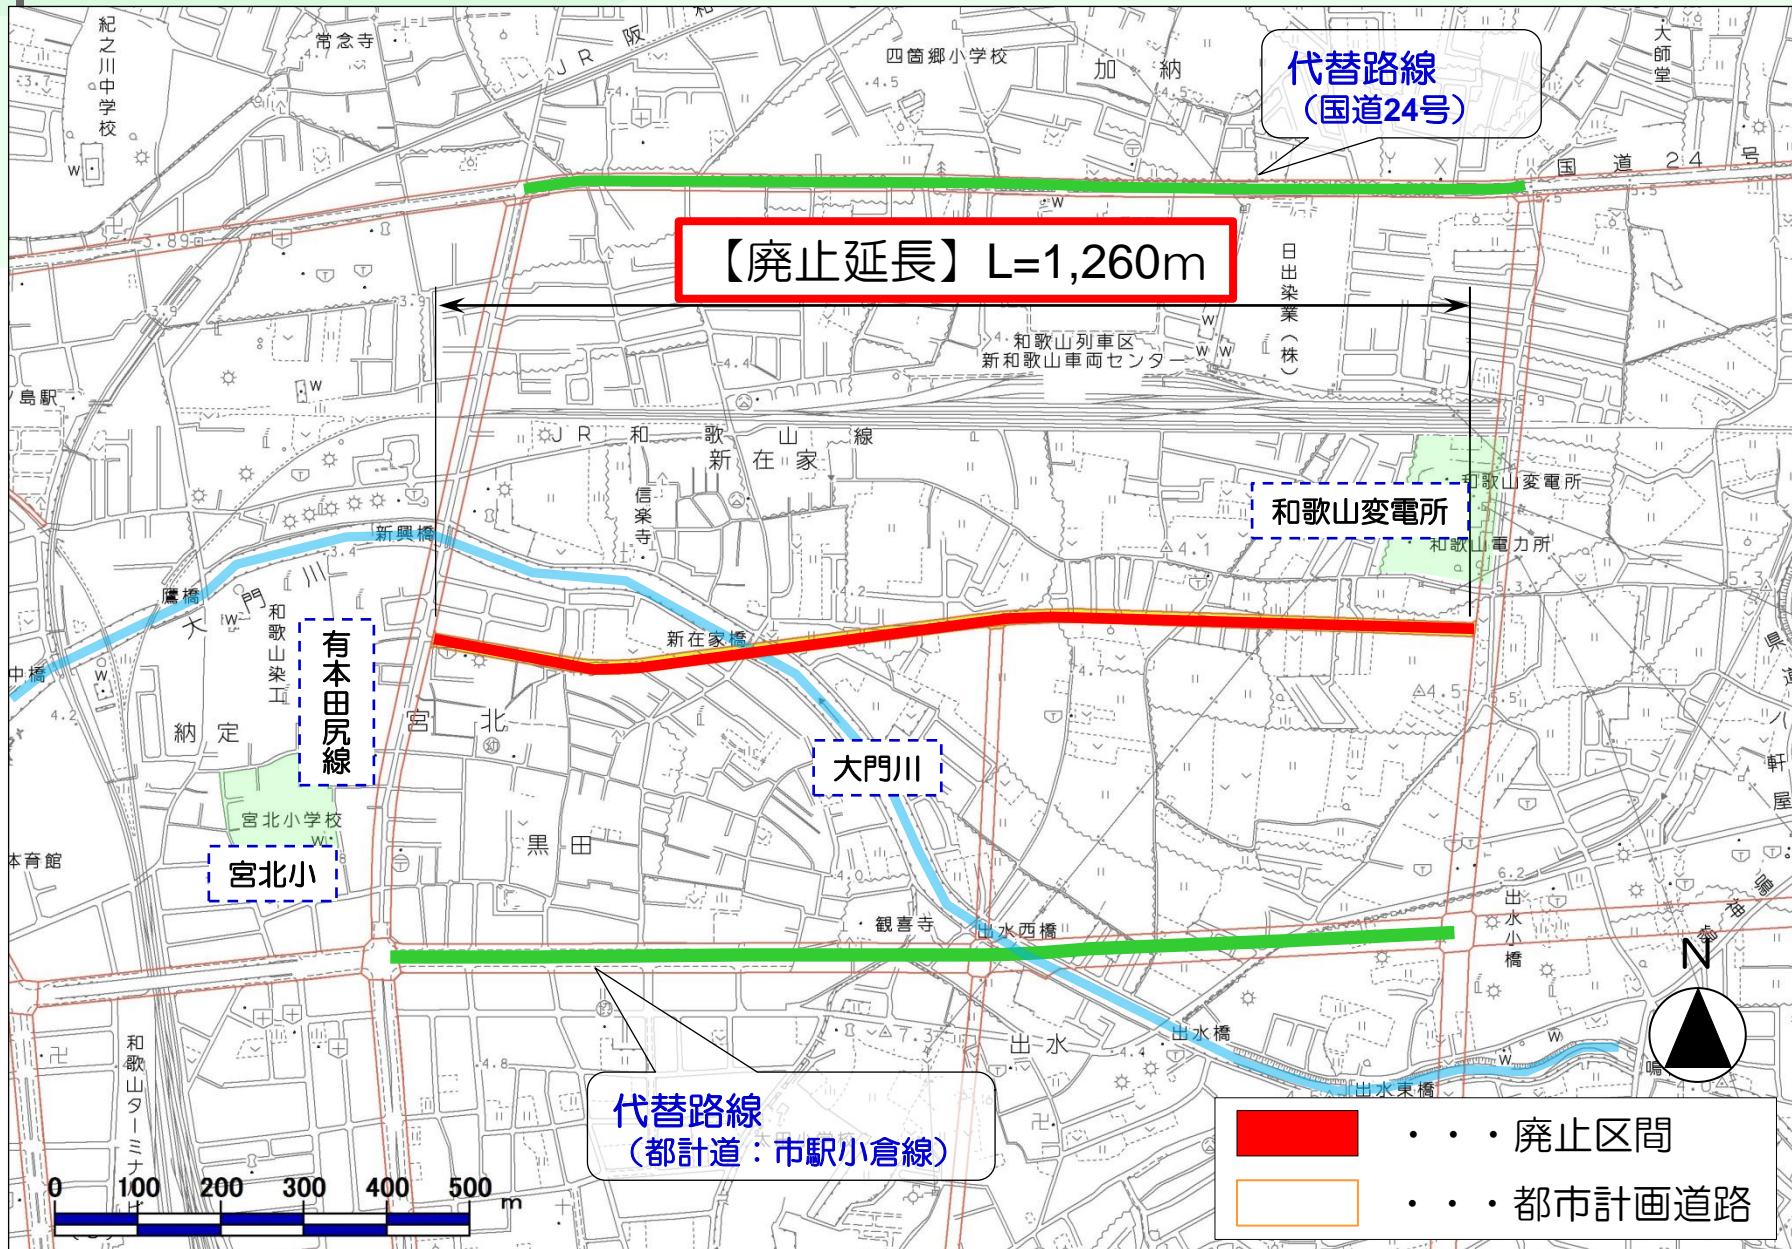 紀之川中学校
常念寺
JR阪和
四箇郷小学校
加納
大師堂
代替路線
（国道24号）
国道24号
【廃止延長】L=1,260m
日出染業（株）
和歌山列車区
新和歌山車両センター
島駅
JR和歌山線
新在家
信楽寺
和歌山変電所
和歌山変電所
和歌山電力所
新興橋
鷹橋
大門川
和歌山染工
中橋
有本田尻線
新在家橋
納定
宮北
大門川
宮北小学校
宮北小
黒田
体育館
観喜寺
出水西橋
出水小橋
鳴神
県道
軒屋
N
出水
出水橋
出水東橋
和歌山ターミナル
代替路線
（都計道：市駅小倉線）
0 100 200 300 400 500 m
・・・廃止区間
・・・都市計画道路